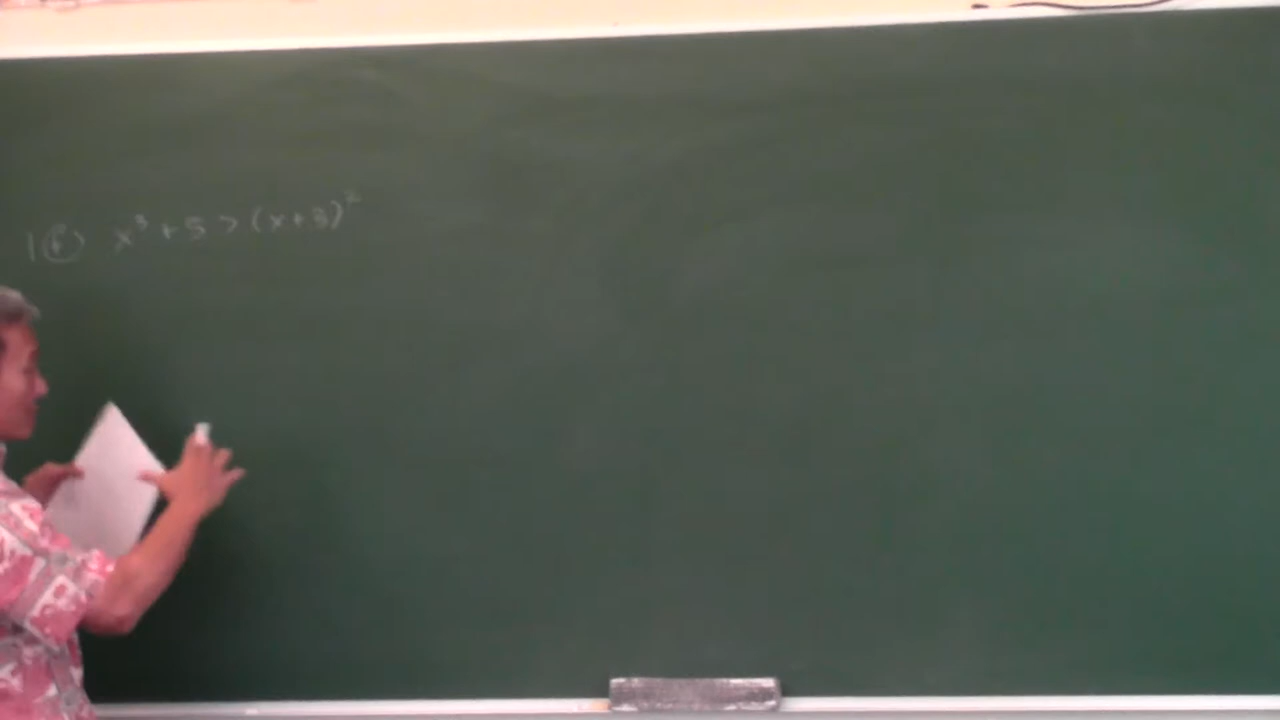 1 Ⓕ) x³ + 5 > (x+3)²